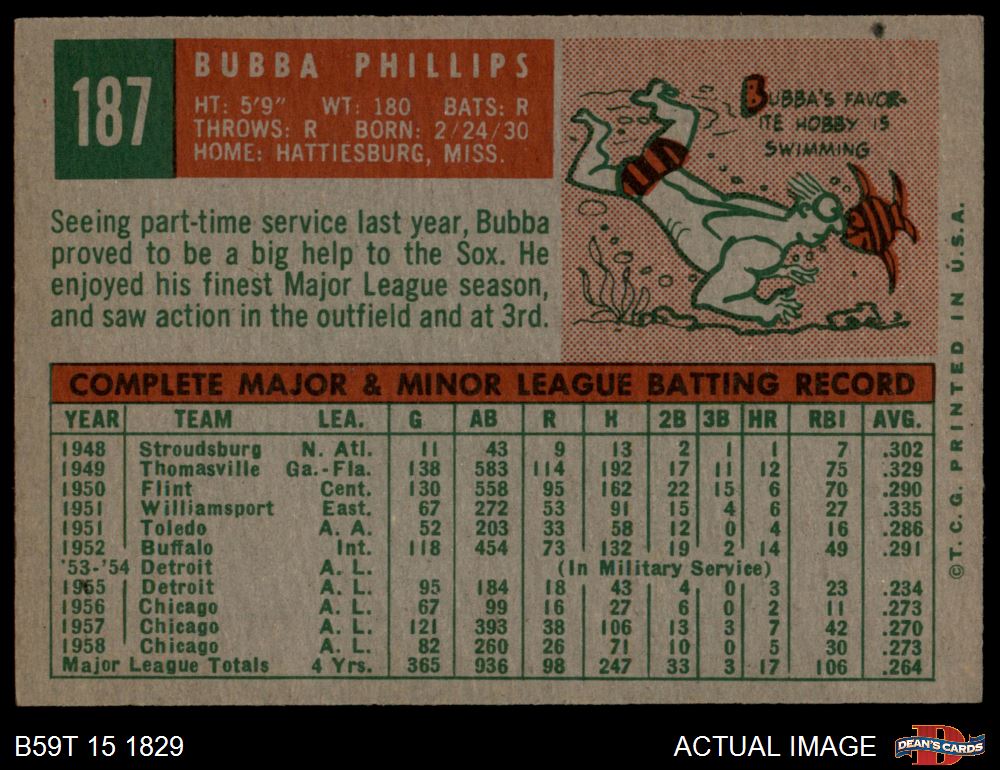 187
BUBBA PHILLIPS
HT: 5'9" WT: 180 BATS: R
THROWS: R BORN: 2/24/30
HOME: HATTIESBURG, MISS.
BUBBA'S FAVOR-
ITE HOBBY IS
SWIMMING
Seeing part-time service last year, Bubba
proved to be a big help to the Sox. He
enjoyed his finest Major League season,
and saw action in the outfield and at 3rd.
COMPLETE MAJOR & MINOR LEAGUE BATTING RECORD
YEAR TEAM LEA. G AB R H 2B 3B HR RBI AVG.
1948 Stroudsburg N. Atl. 11 43 9 13 2 1 1 7 .302
1949 Thomasville Ga.-Fla. 138 583 114 192 17 11 12 75 .329
1950 Flint Cent. 130 558 95 162 22 15 6 70 .290
1951 Williamsport East. 67 272 53 91 15 4 6 27 .335
1951 Toledo A. A. 52 203 33 58 12 0 4 16 .286
1952 Buffalo Int. 118 454 73 132 19 2 14 49 .291
'53-'54 Detroit A. L. (In Military Service)
1955 Detroit A. L. 95 184 18 43 4 0 3 23 .234
1956 Chicago A. L. 67 99 16 27 6 0 2 11 .273
1957 Chicago A. L. 121 393 38 106 13 3 7 42 .270
1958 Chicago A. L. 82 260 26 71 10 0 5 30 .273
Major League Totals 4 Yrs. 365 936 98 247 33 3 17 106 .264
©T. C. G. PRINTED IN U.S.A.
B59T 15 1829
ACTUAL IMAGE
DEAN'S CARDS